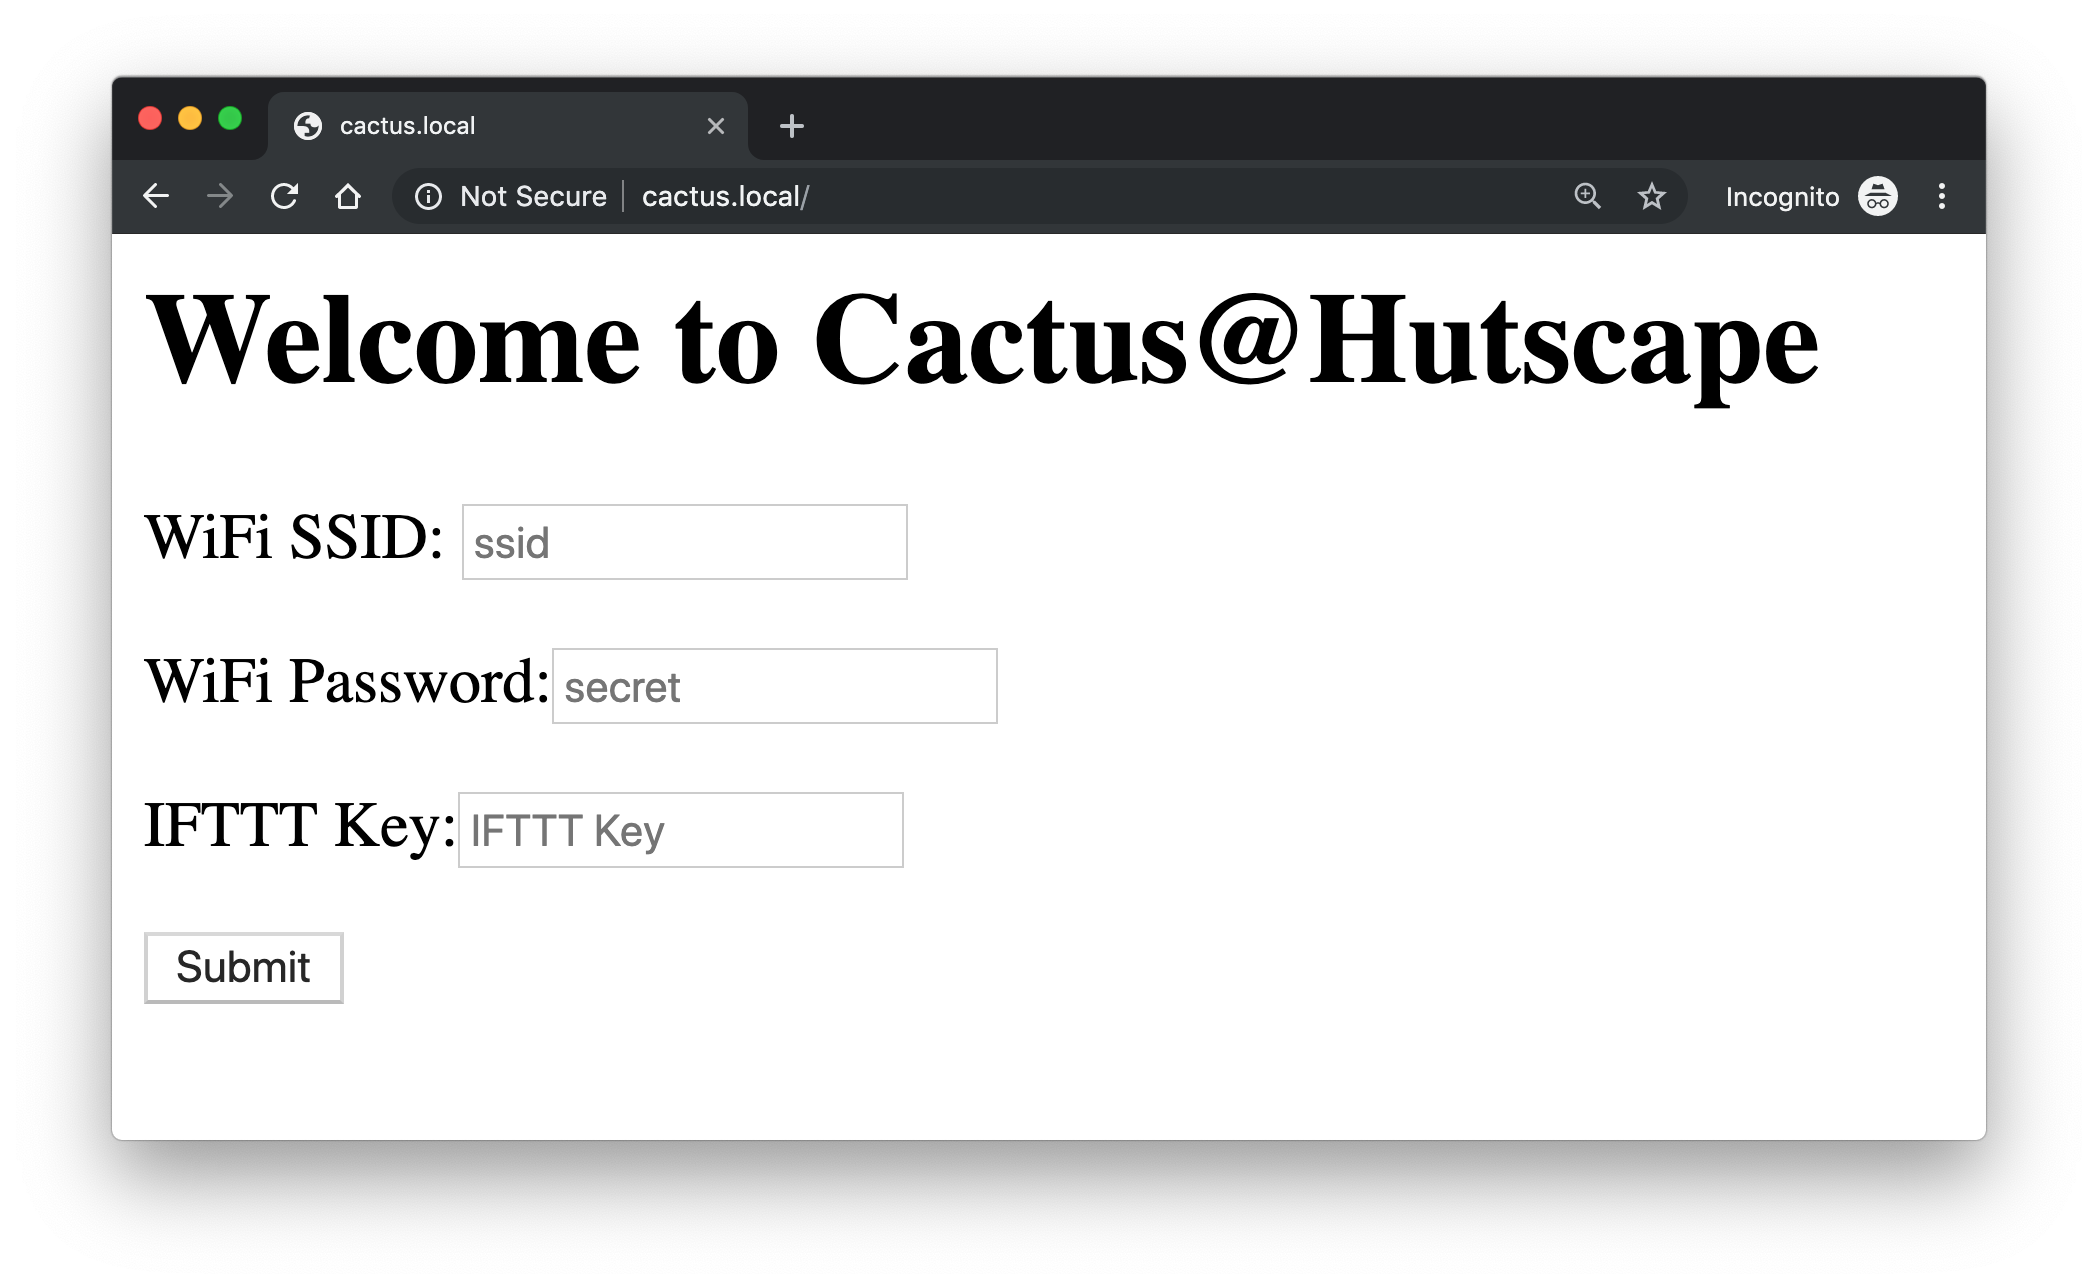 cactus.local
Not Secure | cactus.local/ Incognito
Welcome to Cactus@Hutscape
WiFi SSID: ssid
WiFi Password: secret
IFTTT Key: IFTTT Key
Submit